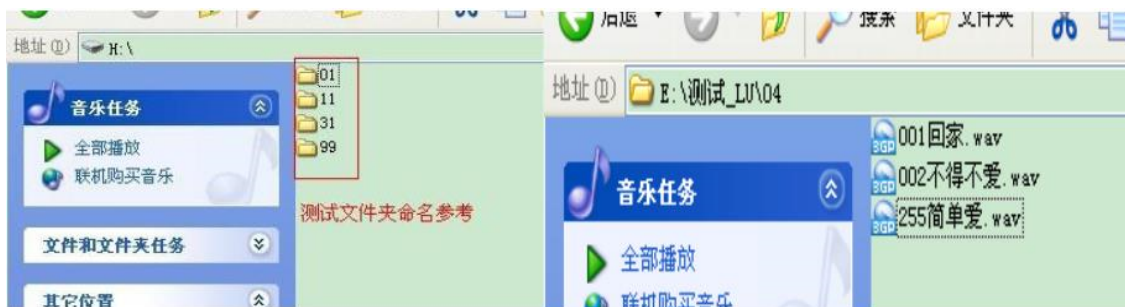 地址(D) H:\
音乐任务
全部播放
联机购买音乐
文件和文件夹任务
其它位置
01
11
31
99
测试文件夹命名参考
后退
搜索
文件夹
地址(D) E:\测试_LU\04
音乐任务
全部播放
联机购买音乐
001回家.wav
002不得不爱.wav
255简单爱.wav